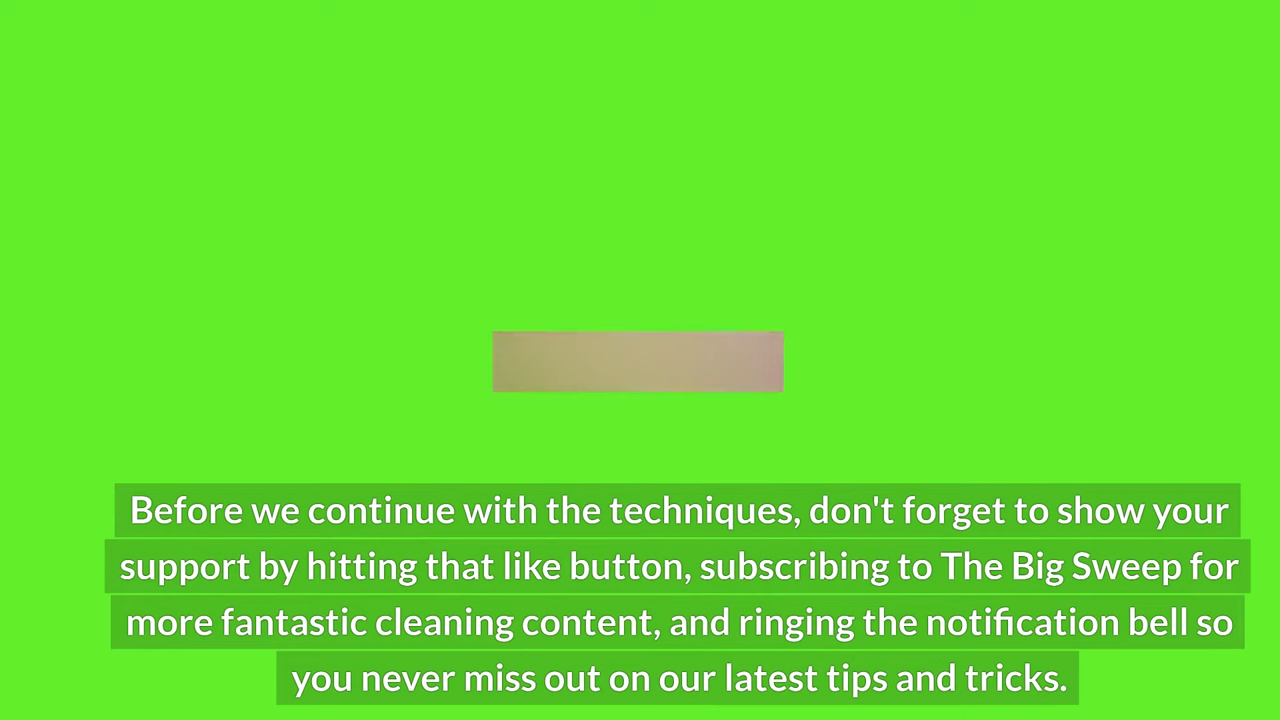 Before we continue with the techniques, don't forget to show your
support by hitting that like button, subscribing to The Big Sweep for
more fantastic cleaning content, and ringing the notification bell so
you never miss out on our latest tips and tricks.